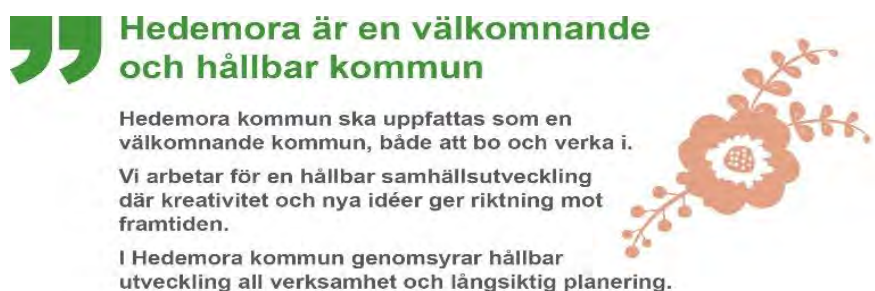 Hedemora är en välkomnande
och hållbar kommun
Hedemora kommun ska uppfattas som en
välkomnande kommun, både att bo och verka i.
Vi arbetar för en hållbar samhällsutveckling
där kreativitet och nya idéer ger riktning mot
framtiden.
I Hedemora kommun genomsyrar hållbar
utveckling all verksamhet och långsiktig planering.